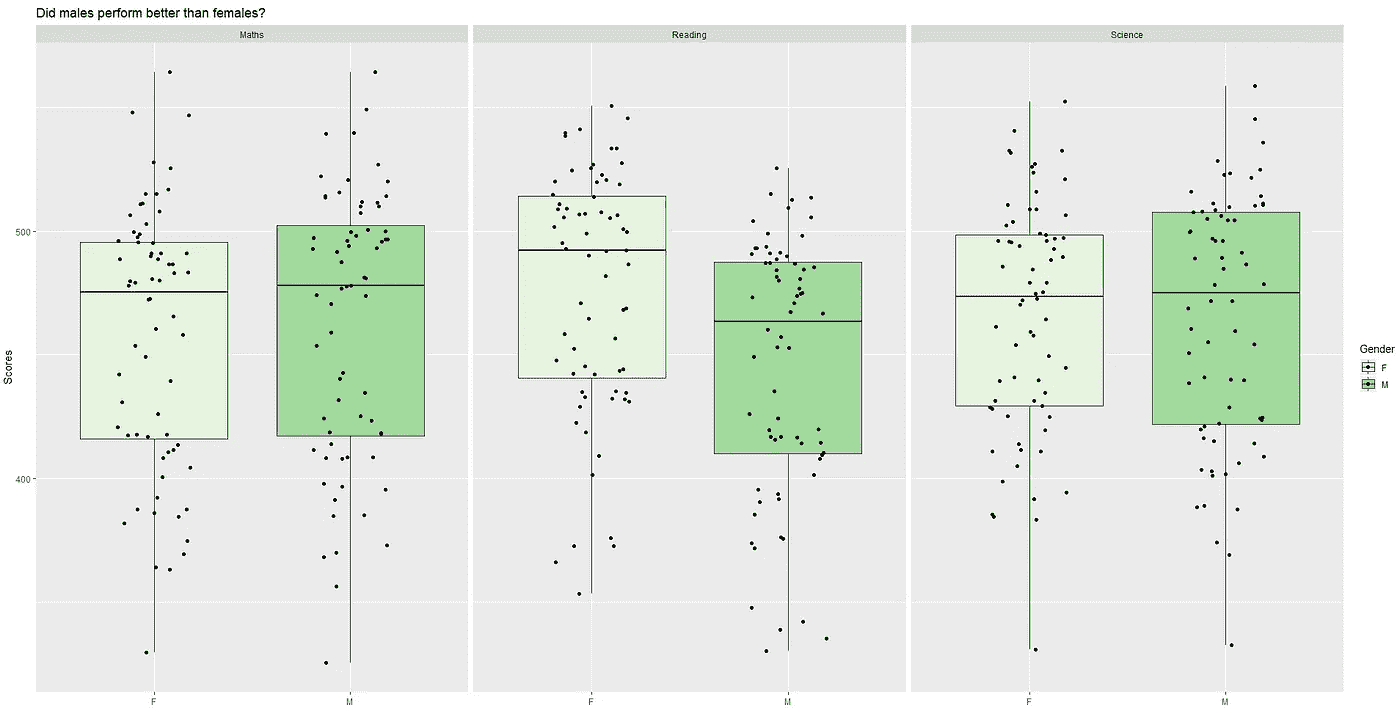 Did males perform better than females?
Maths
Reading
Science
Scores
500
400
F
M
F
M
F
M
Gender
F
M